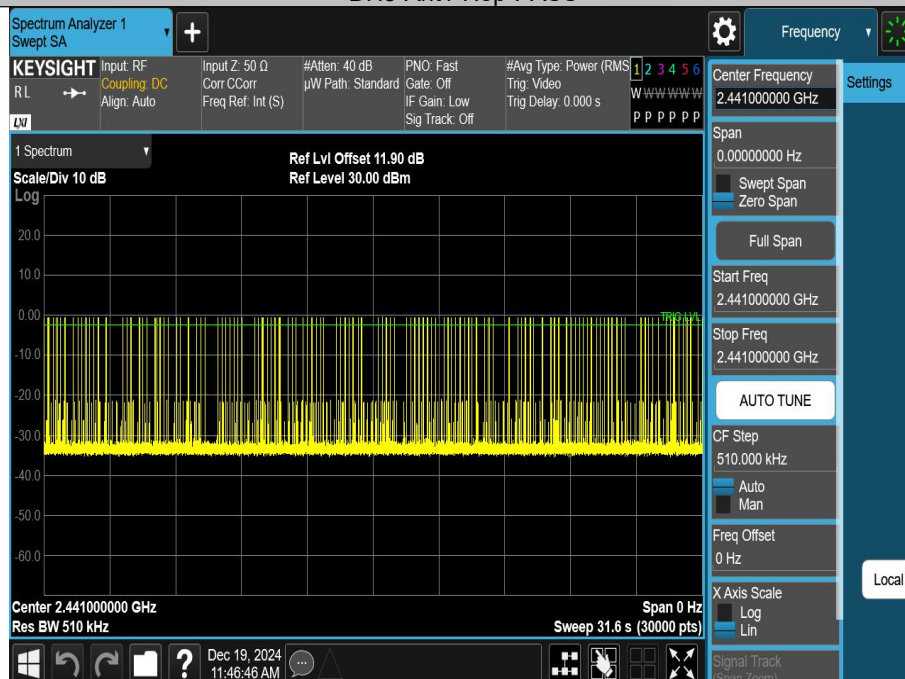 Spectrum Analyzer 1
Swept SA
+
Frequency
KEYSIGHT
RL
LXI
Input: RF
Coupling: DC
Align: Auto
Input Z: 50 Ω
Corr CCorr
Freq Ref: Int (S)
#Atten: 40 dB
µW Path: Standard
PNO: Fast
Gate: Off
IF Gain: Low
Sig Track: Off
#Avg Type: Power (RMS
Trig: Video
Trig Delay: 0.000 s
1 2 3 4 5 6
W W W W W W
P P P P P P
1 Spectrum
Scale/Div 10 dB
Ref Lvl Offset 11.90 dB
Ref Level 30.00 dBm
Log
20.0
10.0
0.00
TRIG LVL
-10.0
-20.0
-30.0
-40.0
-50.0
-60.0
Center 2.441000000 GHz
Span 0 Hz
Res BW 510 kHz
Sweep 31.6 s (30000 pts)
Center Frequency
2.441000000 GHz
Settings
Span
0.00000000 Hz
Swept Span
Zero Span
Full Span
Start Freq
2.441000000 GHz
Stop Freq
2.441000000 GHz
AUTO TUNE
CF Step
510.000 kHz
Auto
Man
Freq Offset
0 Hz
Local
X Axis Scale
Log
Lin
Signal Track
(Span Zoom)
?
Dec 19, 2024
11:46:46 AM